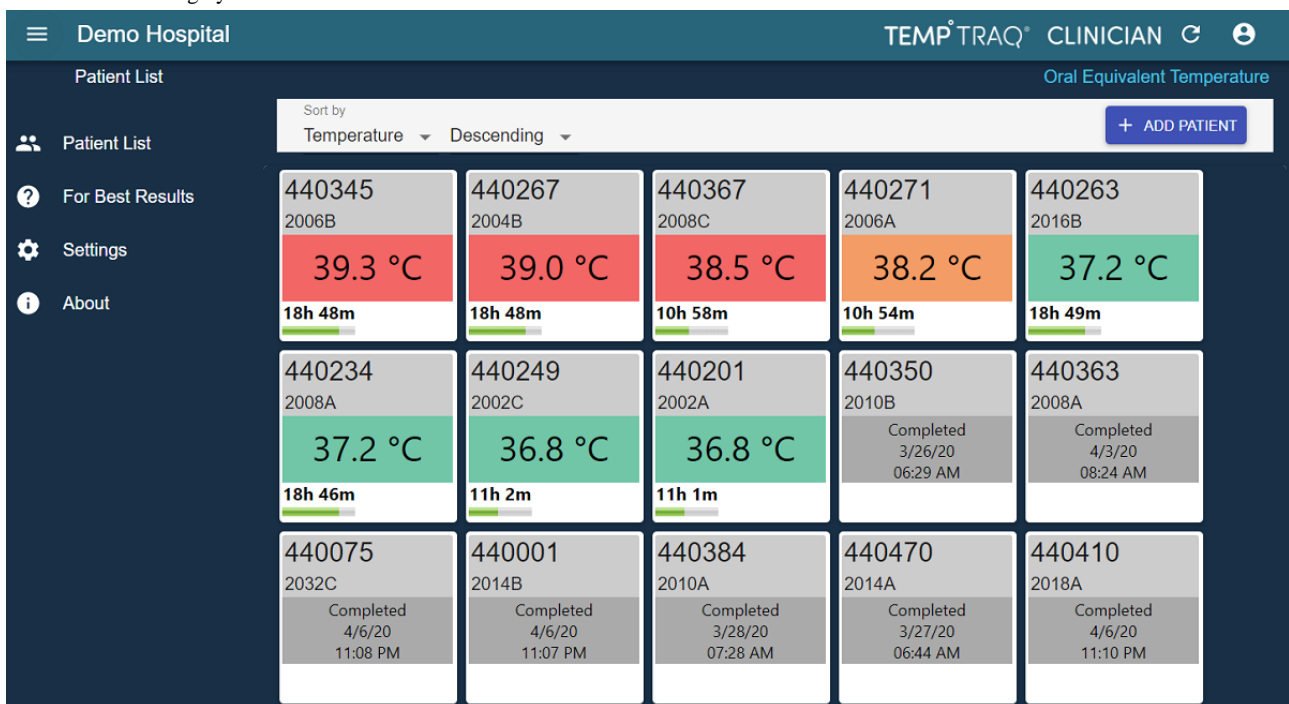 Demo Hospital
TEMP°TRAQ® CLINICIAN
Patient List
Oral Equivalent Temperature
Sort by
Temperature
Descending
+ ADD PATIENT
Patient List
For Best Results
Settings
About
440345
2006B
39.3 °C
18h 48m
440267
2004B
39.0 °C
18h 48m
440367
2008C
38.5 °C
10h 58m
440271
2006A
38.2 °C
10h 54m
440263
2016B
37.2 °C
18h 49m
440234
2008A
37.2 °C
18h 46m
440249
2002C
36.8 °C
11h 2m
440201
2002A
36.8 °C
11h 1m
440350
2010B
Completed
3/26/20
06:29 AM
440363
2008A
Completed
4/3/20
08:24 AM
440075
2032C
Completed
4/6/20
11:08 PM
440001
2014B
Completed
4/6/20
11:07 PM
440384
2010A
Completed
3/28/20
07:28 AM
440470
2014A
Completed
3/27/20
06:44 AM
440410
2018A
Completed
4/6/20
11:10 PM